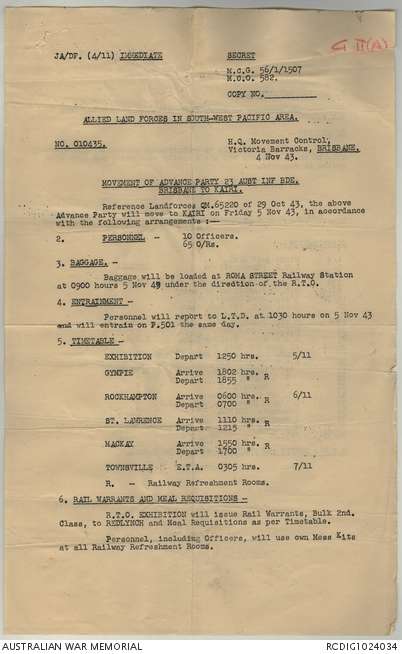 G II(A)
JA/DF. (4/11) IMMEDIATE SECRET
M.C.G. 56/1/1507
M.C.O. 582.
COPY NO.
ALLIED LAND FORCES IN SOUTH-WEST PACIFIC AREA.
NO. 010435. H.Q. Movement Control,
Victoria Barracks, BRISBANE.
4 Nov 43.
MOVEMENT OF ADVANCE PARTY 23 AUST INF BDE.
BRISBANE TO KAIRI.
Reference Landforces QM.65220 of 29 Oct 43, the above
Advance Party will move to KAIRI on Friday 5 Nov 43, in accordance
with the following arrangements :—
2. PERSONNEL - 10 Officers.
65 O/Rs.
3. BAGGAGE. -
Baggage will be loaded at ROMA STREET Railway Station
at 0900 hours 5 Nov 43 under the direction of the R.T.O.
4. ENTRAINMENT -
Personnel will report to L.T.D. at 1030 hours on 5 Nov 43
and will entrain on P.501 the same day.
5. TIMETABLE -
EXHIBITION Depart 1250 hrs. 5/11
GYMPIE Arrive 1802 hrs. R
Depart 1855 "
ROCKHAMPTON Arrive 0600 hrs. R 6/11
Depart 0700 "
ST. LAWRENCE Arrive 1110 hrs. R
Depart 1215 "
MACKAY Arrive 1550 hrs. R
Depart 1700 "
TOWNSVILLE E.T.A. 0305 hrs. 7/11
R. - Railway Refreshment Rooms.
6. RAIL WARRANTS AND MEAL REQUISITIONS -
R.T.O. EXHIBITION will issue Rail Warrants, Bulk 2nd.
Class, to REDLYNCH and Meal Requisitions as per Timetable.
Personnel, including Officers, will use own Mess Kits
at all Railway Refreshment Rooms.
AUSTRALIAN WAR MEMORIAL RCDIG1024034